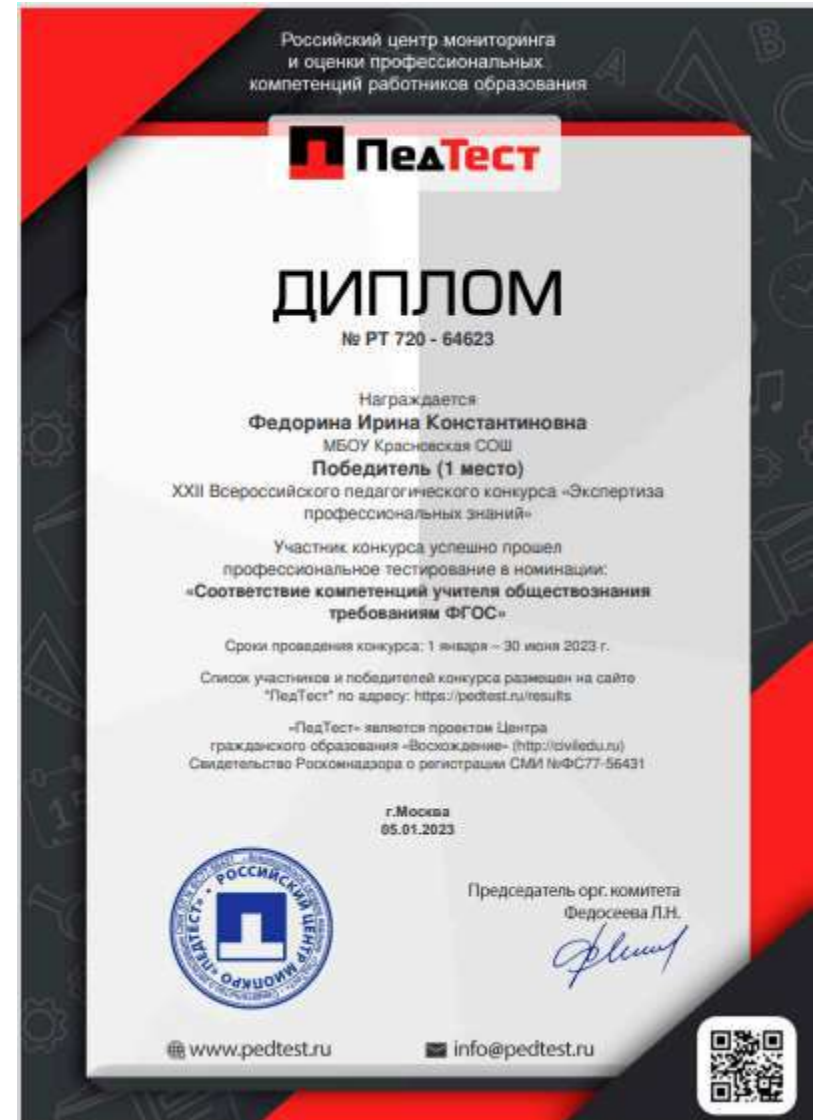 Российский центр мониторинга
и оценки профессиональных
компетенций работников образования
ПедТест
ДИПЛОМ
№ РТ 720 - 64623
Награждается
Федорина Ирина Константиновна
МБОУ Красновская СОШ
Победитель (1 место)
XXII Всероссийского педагогического конкурса «Экспертиза
профессиональных знаний»
Участник конкурса успешно прошел
профессиональное тестирование в номинации:
«Соответствие компетенций учителя обществознания
требованиям ФГОС»
Сроки проведения конкурса: 1 января – 30 июня 2023 г.
Список участников и победителей конкурса размещен на сайте
"ПедТест" по адресу: https://pedtest.ru/results
«ПедТест» является проектом Центра
гражданского образования «Восхождение» (http://civiledu.ru)
Свидетельство Роскомнадзора о регистрации СМИ №ФС77-56431
г.Москва
05.01.2023
РОССИЙСКИЙ ЦЕНТР МИОПКРО «ПЕДТЕСТ»
Председатель орг. комитета
Федосеева Л.Н.
www.pedtest.ru
info@pedtest.ru